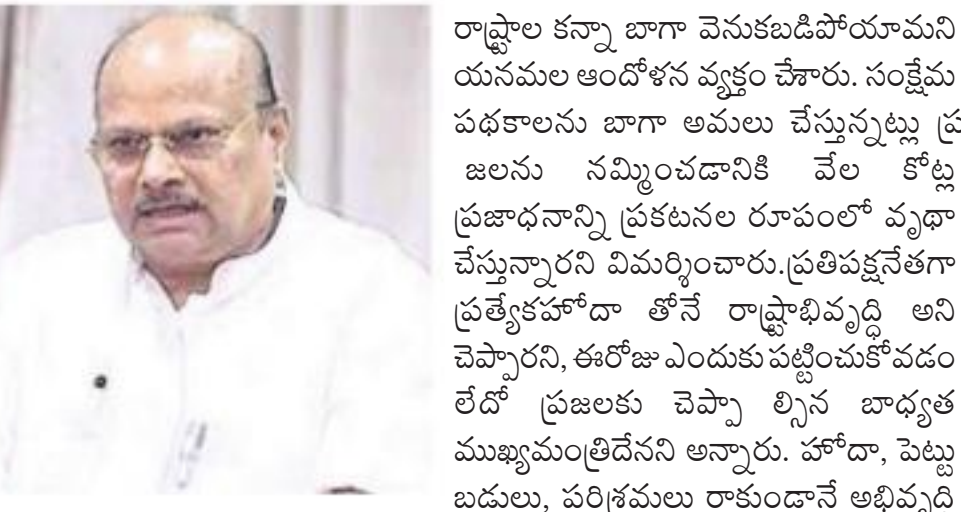 రాష్ట్రాల కన్నా బాగా వెనుకబడిపోయామని
యనమల ఆందోళన వ్యక్తం చేశారు. సంక్షేమ
పథకాలను బాగా అమలు చేస్తున్నట్లు ప్ర
జలను నమ్మించడానికి వేల కోట్ల
ప్రజాధనాన్ని ప్రకటనల రూపంలో వృథా
చేస్తున్నారని విమర్శించారు.ప్రతిపక్షనేతగా
ప్రత్యేకహోదా తోనే రాష్ట్రాభివృద్ధి అని
చెప్పారని, ఈరోజు ఎందుకు పట్టించుకోవడం
లేదో ప్రజలకు చెప్పా ల్సిన బాధ్యత
ముఖ్యమంత్రిదేనని అన్నారు. హోదా, పెట్టు
బడులు, పరిశ్రమలు రాకుండానే అభివృద్ధి